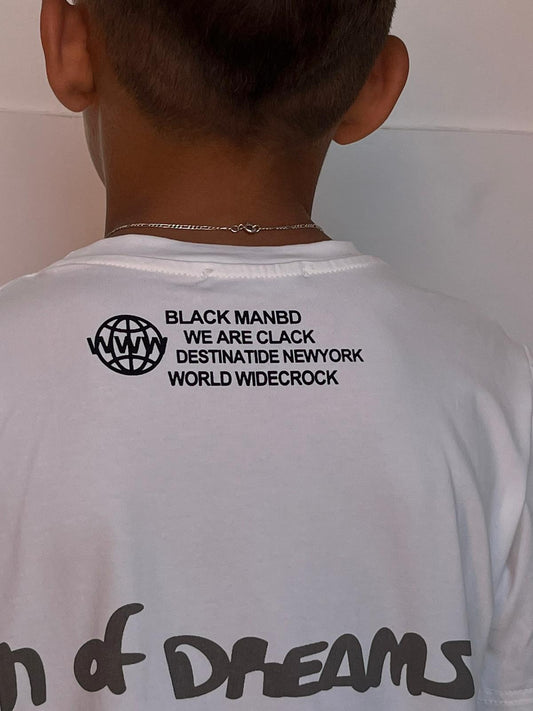 WWW
BLACK MANBD
WE ARE CLACK
DESTINATIDE NEWYORK
WORLD WIDECROCK
n of DREAMS